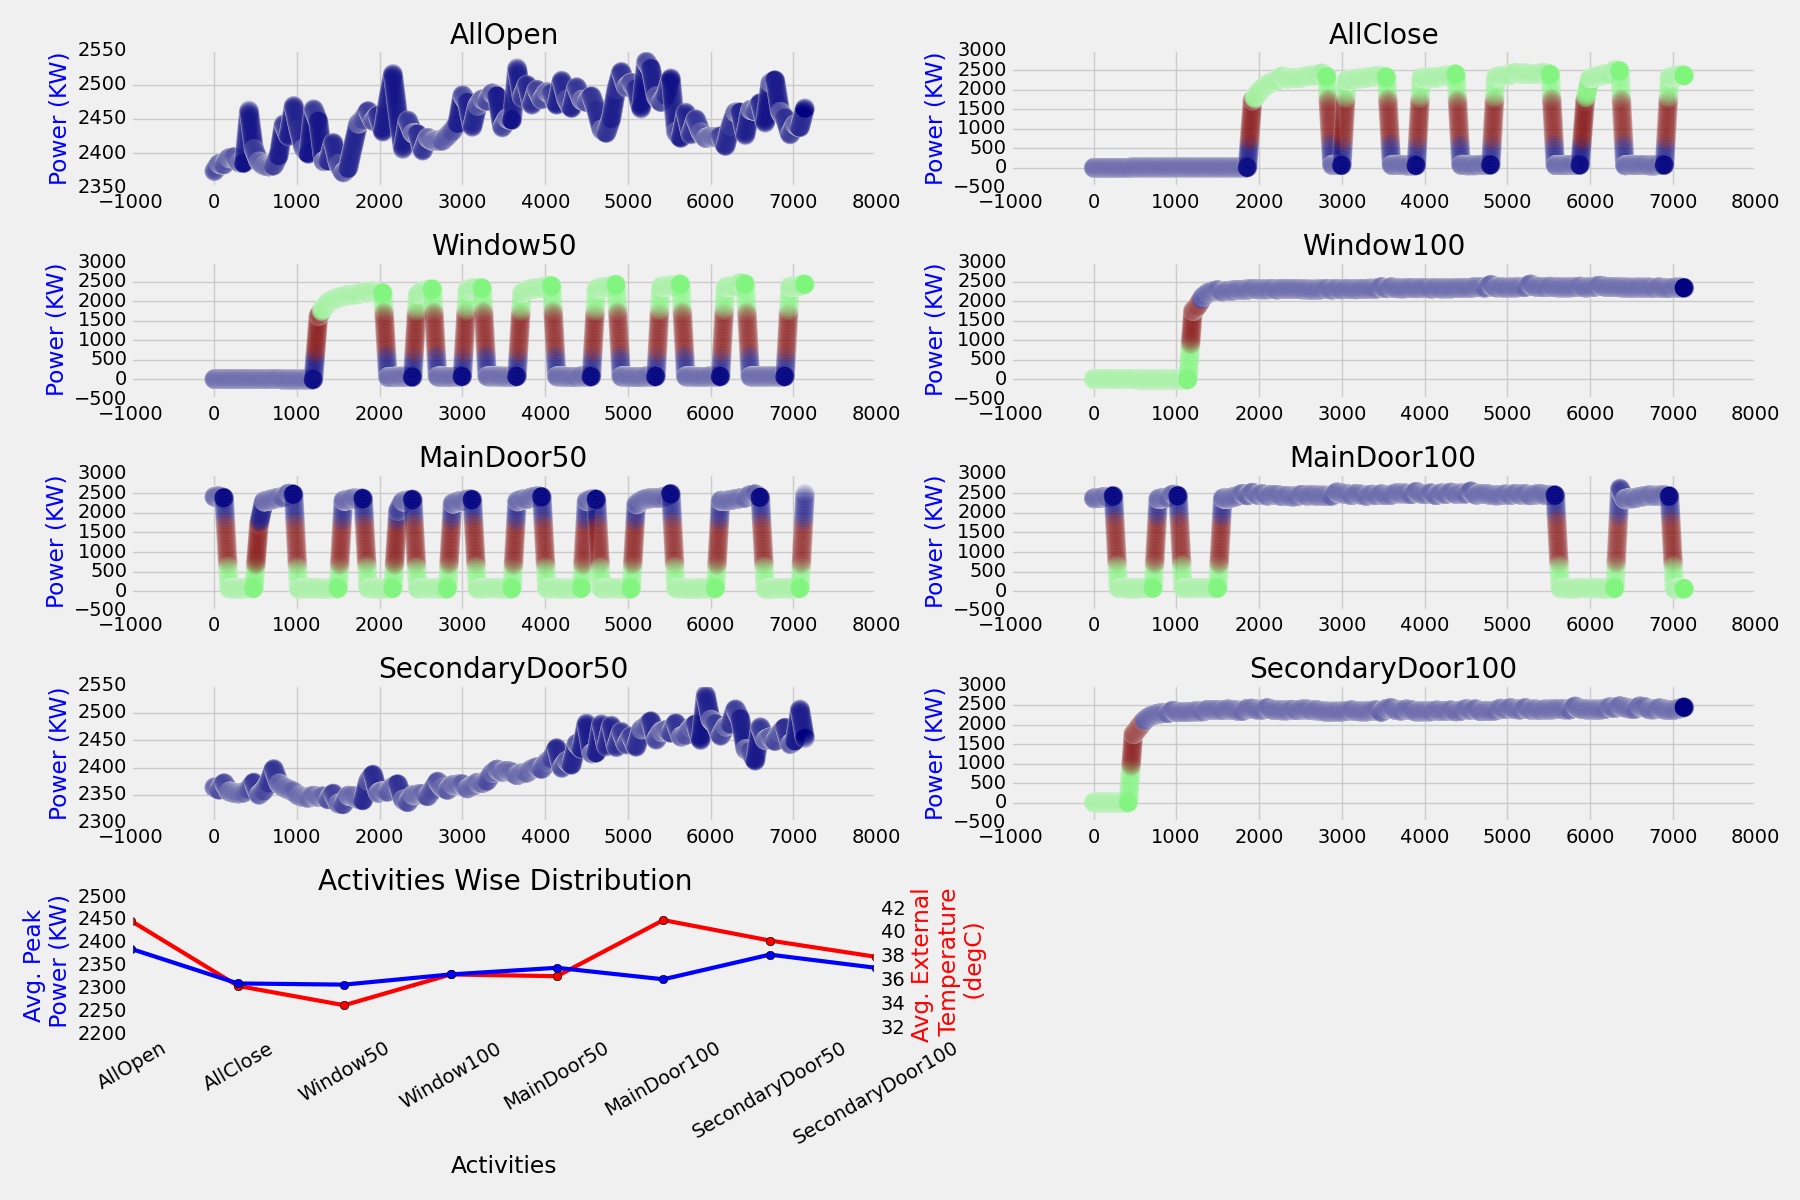 AllOpen
Power (KW)
2550
2500
2450
2400
2350
−1000 0 1000 2000 3000 4000 5000 6000 7000 8000
AllClose
Power (KW)
3000
2500
2000
1500
1000
500
0
−500
−1000 0 1000 2000 3000 4000 5000 6000 7000 8000
Window50
Power (KW)
3000
2500
2000
1500
1000
500
0
−500
−1000 0 1000 2000 3000 4000 5000 6000 7000 8000
Window100
Power (KW)
3000
2500
2000
1500
1000
500
0
−500
−1000 0 1000 2000 3000 4000 5000 6000 7000 8000
MainDoor50
Power (KW)
3000
2500
2000
1500
1000
500
0
−500
−1000 0 1000 2000 3000 4000 5000 6000 7000 8000
MainDoor100
Power (KW)
3000
2500
2000
1500
1000
500
0
−500
−1000 0 1000 2000 3000 4000 5000 6000 7000 8000
SecondaryDoor50
Power (KW)
2550
2500
2450
2400
2350
2300
−1000 0 1000 2000 3000 4000 5000 6000 7000 8000
SecondaryDoor100
Power (KW)
3000
2500
2000
1500
1000
500
0
−500
−1000 0 1000 2000 3000 4000 5000 6000 7000 8000
Activities Wise Distribution
Avg. Peak
Power (KW)
2500
2450
2400
2350
2300
2250
2200
42
40
38
36
34
32
Avg. External
Temperature
(degC)
AllOpen
AllClose
Window50
Window100
MainDoor50
MainDoor100
SecondaryDoor50
SecondaryDoor100
Activities